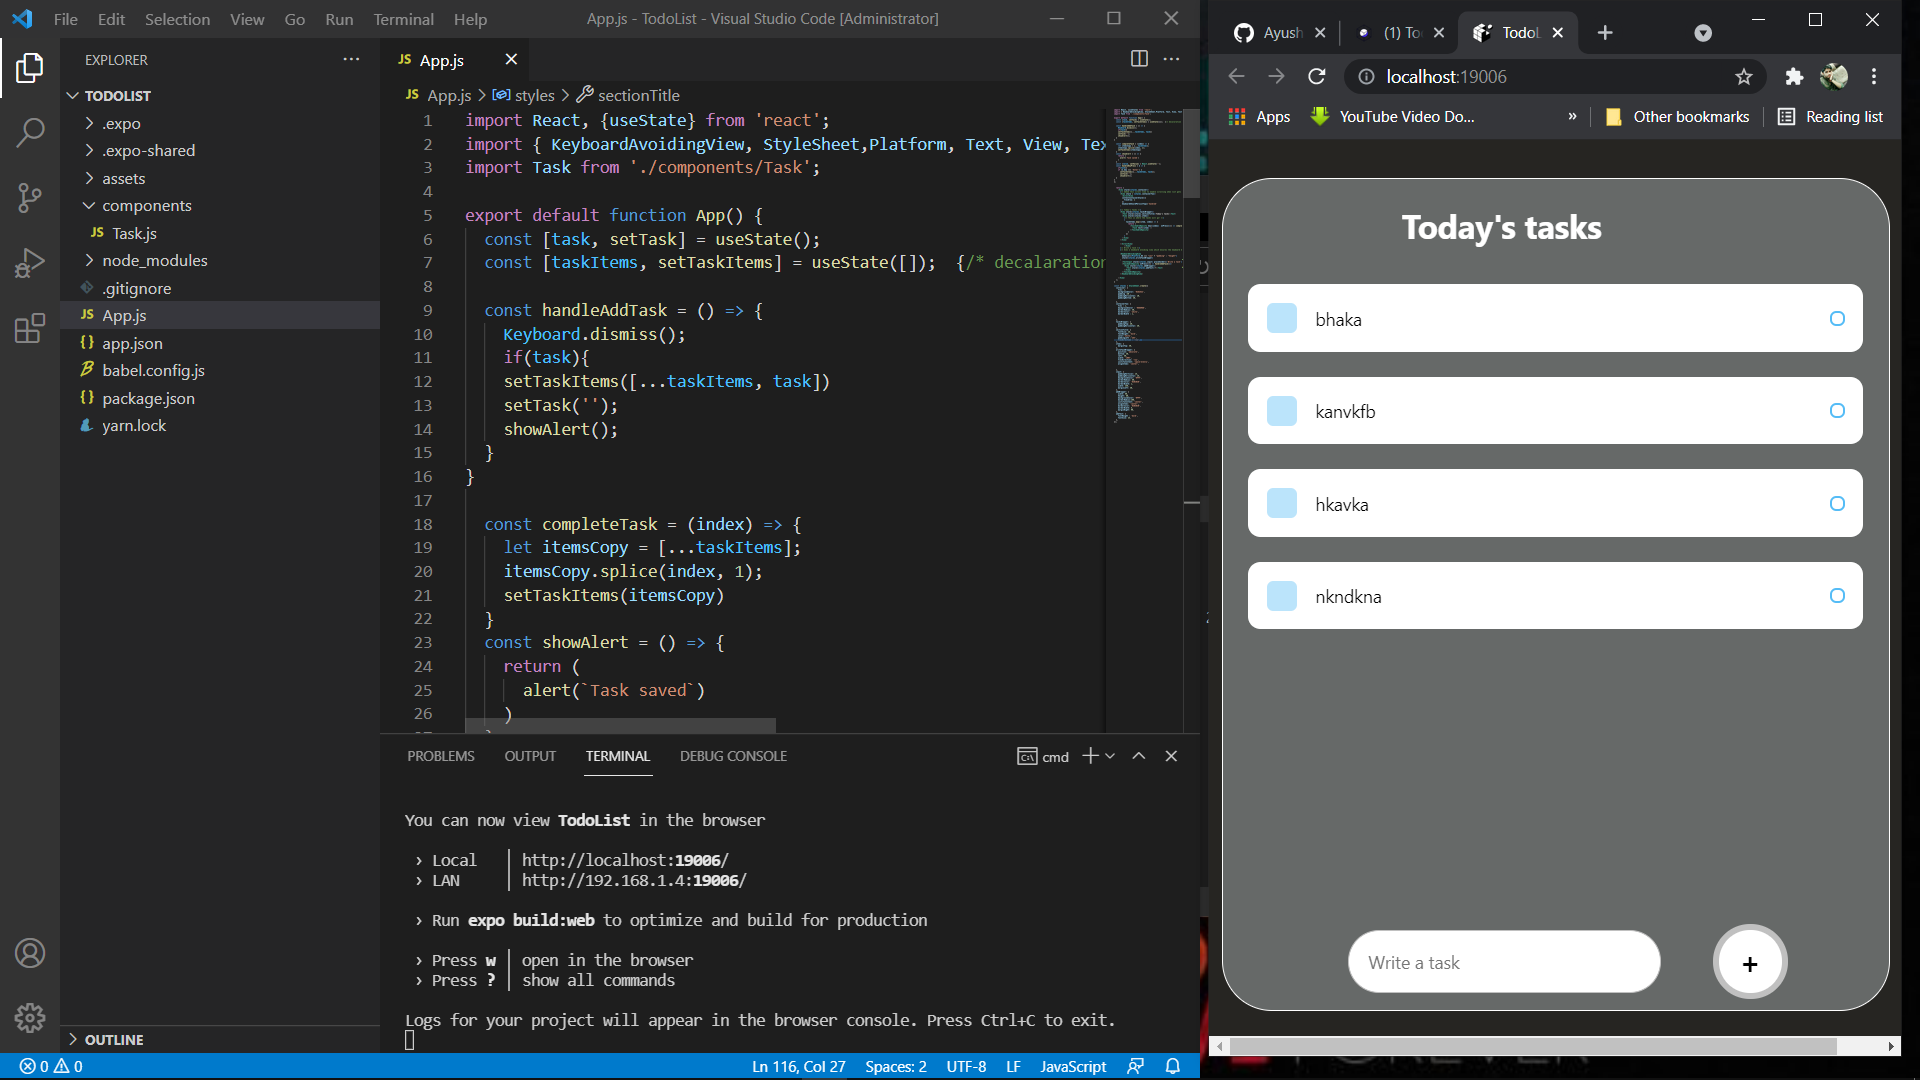 File Edit Selection View Go Run Terminal Help
App.js - TodoList - Visual Studio Code [Administrator]
EXPLORER
TODOLIST
.expo
.expo-shared
assets
components
JS Task.js
node_modules
.gitignore
JS App.js
{} app.json
babel.config.js
{} package.json
yarn.lock
OUTLINE
JS App.js
JS App.js > styles > sectionTitle
1 import React, {useState} from 'react';
2 import { KeyboardAvoidingView, StyleSheet,Platform, Text, View, Tex
3 import Task from './components/Task';
4
5 export default function App() {
6 const [task, setTask] = useState();
7 const [taskItems, setTaskItems] = useState([]); {/* decalaration
8
9 const handleAddTask = () => {
10 Keyboard.dismiss();
11 if(task){
12 setTaskItems([...taskItems, task])
13 setTask('');
14 showAlert();
15 }
16 }
17
18 const completeTask = (index) => {
19 let itemsCopy = [...taskItems];
20 itemsCopy.splice(index, 1);
21 setTaskItems(itemsCopy)
22 }
23 const showAlert = () => {
24 return (
25 alert(`Task saved`)
26 )
PROBLEMS OUTPUT TERMINAL DEBUG CONSOLE
cmd
You can now view TodoList in the browser
› Local | http://localhost:19006/
› LAN | http://192.168.1.4:19006/
› Run expo build:web to optimize and build for production
› Press w | open in the browser
› Press ? | show all commands
Logs for your project will appear in the browser console. Press Ctrl+C to exit.
0 0
Ln 116, Col 27 Spaces: 2 UTF-8 LF JavaScript
Ayush (1) To TodoL
localhost:19006
Apps YouTube Video Do... » Other bookmarks Reading list
Today's tasks
bhaka
kanvkfb
hkavka
nkndkna
Write a task
+